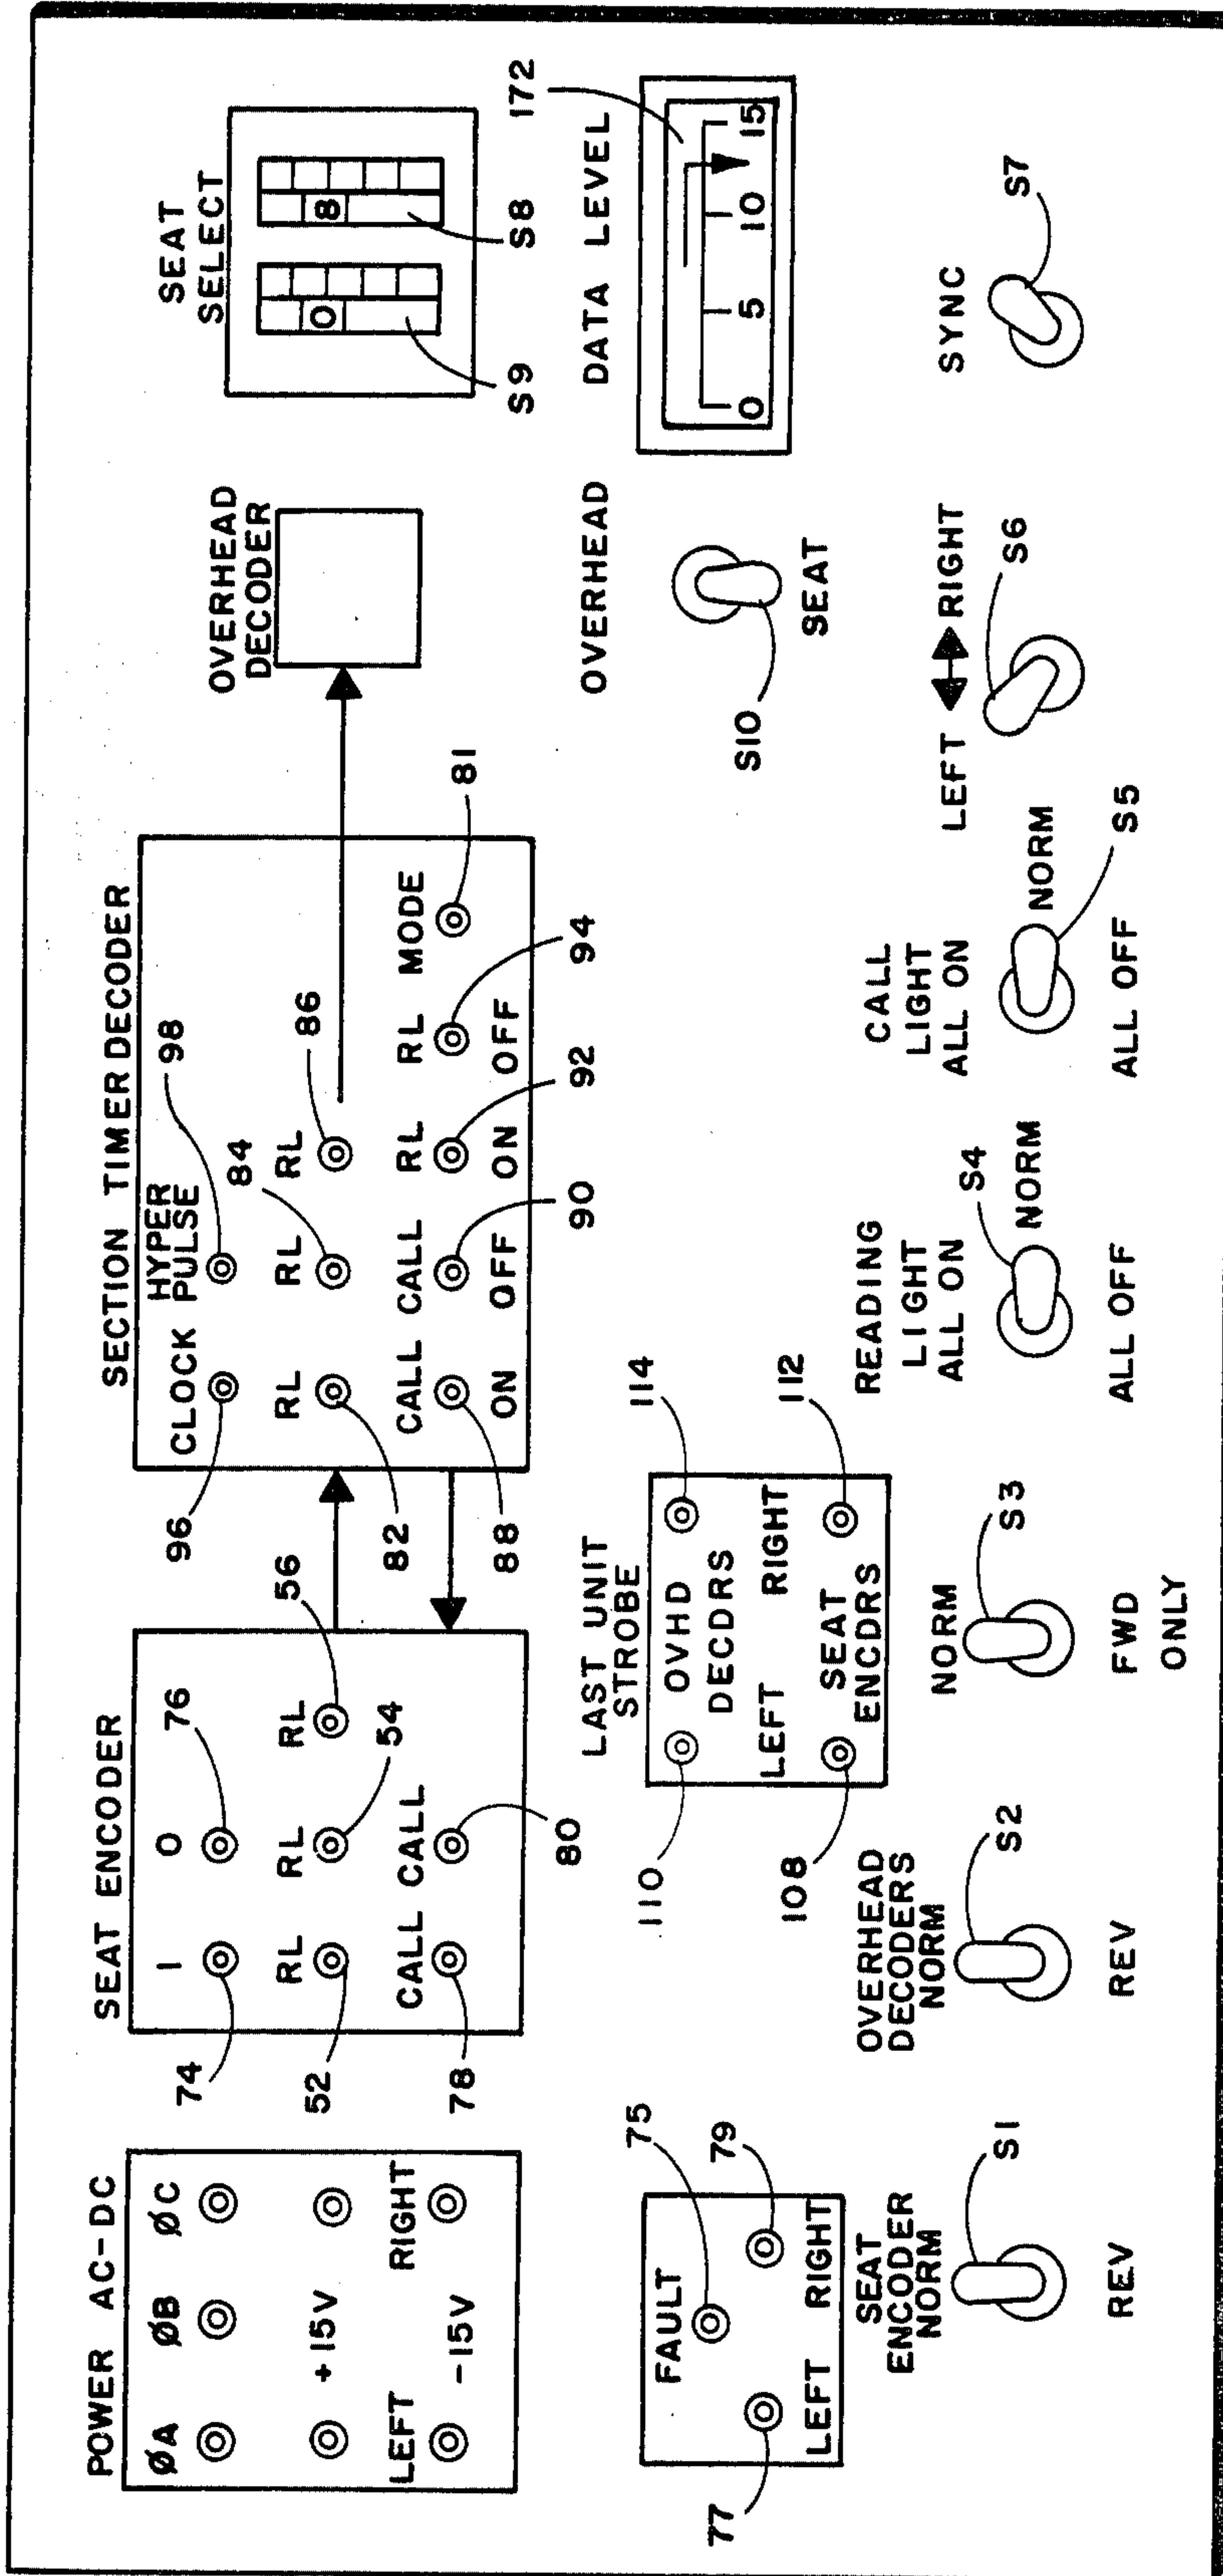 POWER AC-DC
ØA ØB ØC
+15V
LEFT RIGHT
-15V
SEAT ENCODER
1 0
74
76
RL RL RL
52
54
56
CALL CALL
78
80
SECTION TIMER DECODER
CLOCK HYPER
PULSE
96
98
RL RL RL
82
84
86
CALL CALL RL RL MODE
ON OFF ON OFF
88
90
92
94
81
OVERHEAD
DECODER
SEAT
SELECT
0
8
S9
S8
FAULT
75
LEFT RIGHT
77
79
LAST UNIT
STROBE
OVHD
DECDRS
LEFT RIGHT
SEAT
ENCDRS
110
108
114
112
OVERHEAD
SEAT
S10
DATA LEVEL
172
0 5 10 15
SEAT
ENCODER
NORM
S1
REV
OVERHEAD
DECODERS
NORM
S2
REV
NORM
S3
FWD
ONLY
READING
LIGHT
ALL ON
S4
NORM
ALL OFF
CALL
LIGHT
ALL ON
NORM
S5
ALL OFF
LEFT RIGHT
S6
SYNC
S7